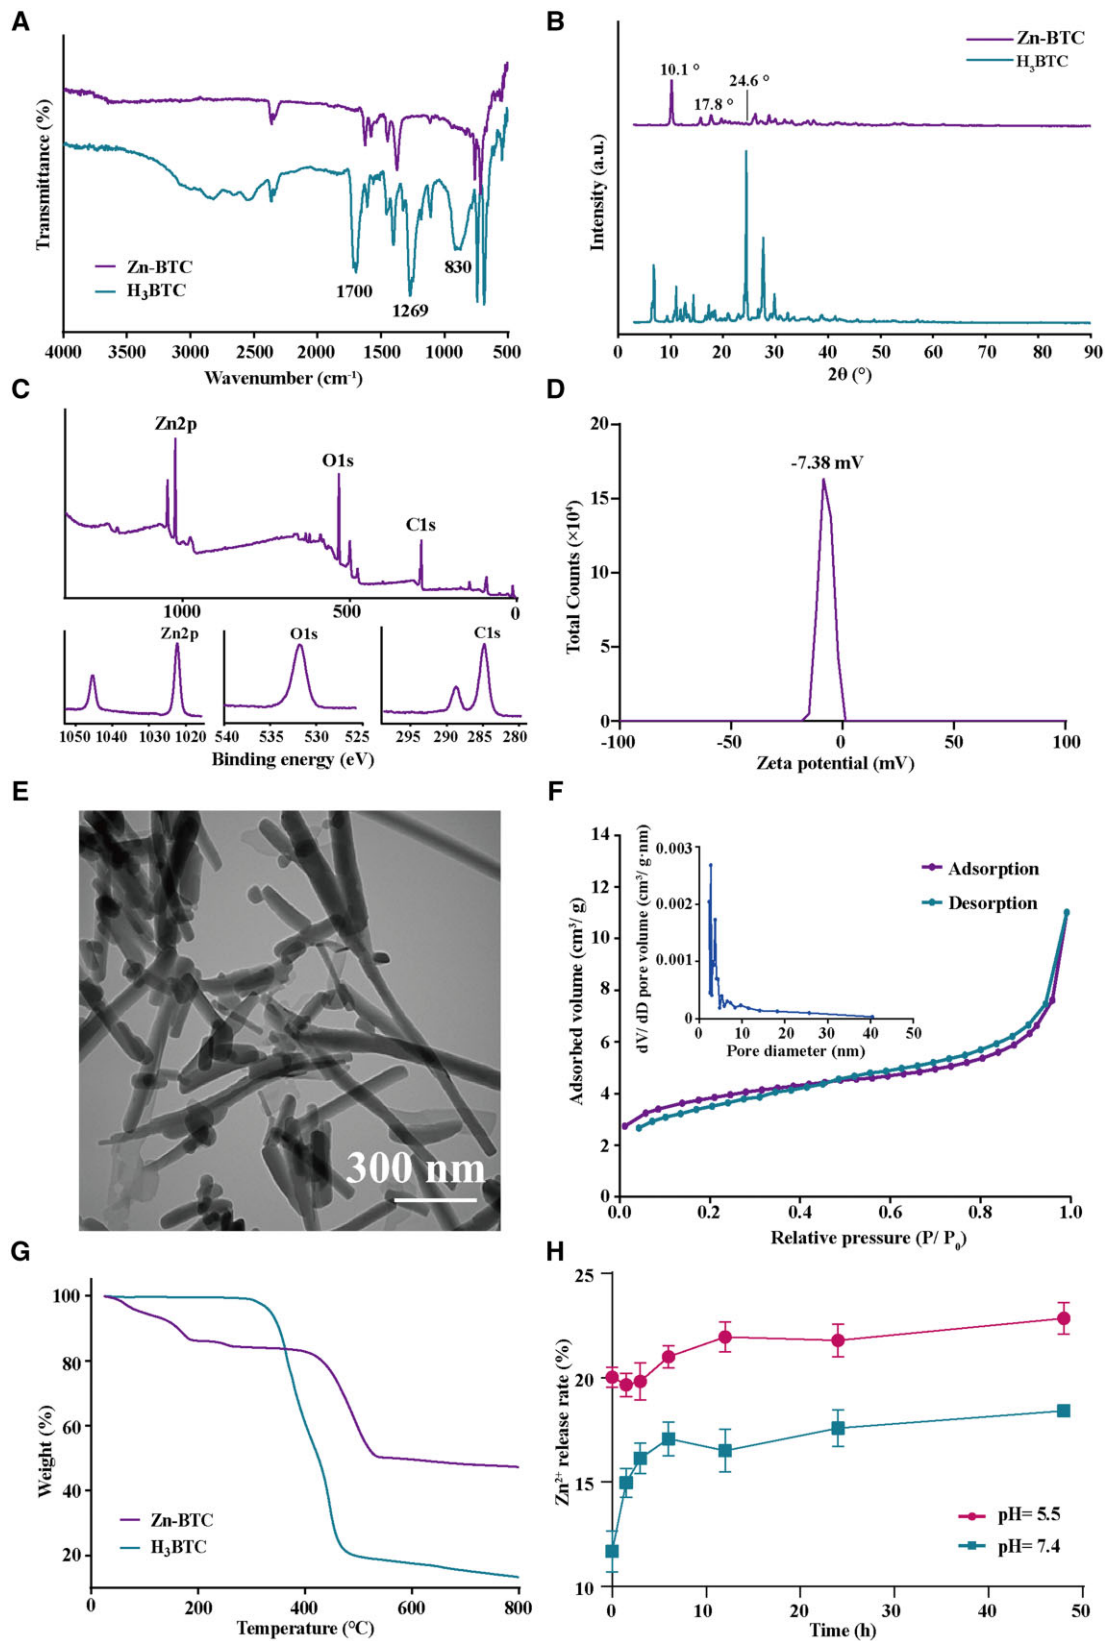 A
Transmittance (%)
Zn-BTC
H₃BTC
1700
1269
830
4000 3000 2500 2000 1500 1000 500
Wavenumber (cm⁻¹)
B
Intensity (a.u.)
Zn-BTC
H₃BTC
10.1 °
17.8 °
24.6 °
0 10 20 30 40 50 60 70 80 90
2θ (°)
C
Zn2p
O1s
C1s
1000 500 0
Zn2p O1s C1s
1050 1040 1030 1020 540 535 530 525 295 290 285 280
Binding energy (eV)
D
Total Counts (×10⁴)
20
15
10
5
0
-7.38 mV
-100 -50 0 50 100
Zeta potential (mV)
E
300 nm
F
Adsorbed volume (cm³/ g)
14
12
10
8
6
4
2
0
dV/ dD pore volume (cm³/ g·nm)
0.003
0.002
0.001
0
0 10 20 30 40 50
Pore diameter (nm)
Adsorption
Desorption
0.0 0.2 0.4 0.6 0.8 1.0
Relative pressure (P/ P₀)
G
Weight (%)
100
80
60
40
20
Zn-BTC
H₃BTC
0 200 400 600 800
Temperature (℃)
H
Zn²⁺ release rate (%)
25
20
15
10
pH= 5.5
pH= 7.4
0 10 20 30 40 50
Time (h)